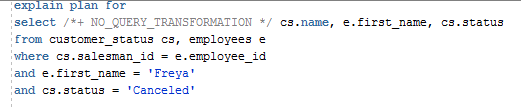 explain plan for
select /*+ NO_QUERY_TRANSFORMATION */ cs.name, e.first_name, cs.status
from customer_status cs, employees e
where cs.salesman_id = e.employee_id
and e.first_name = 'Freya'
and cs.status = 'Canceled'